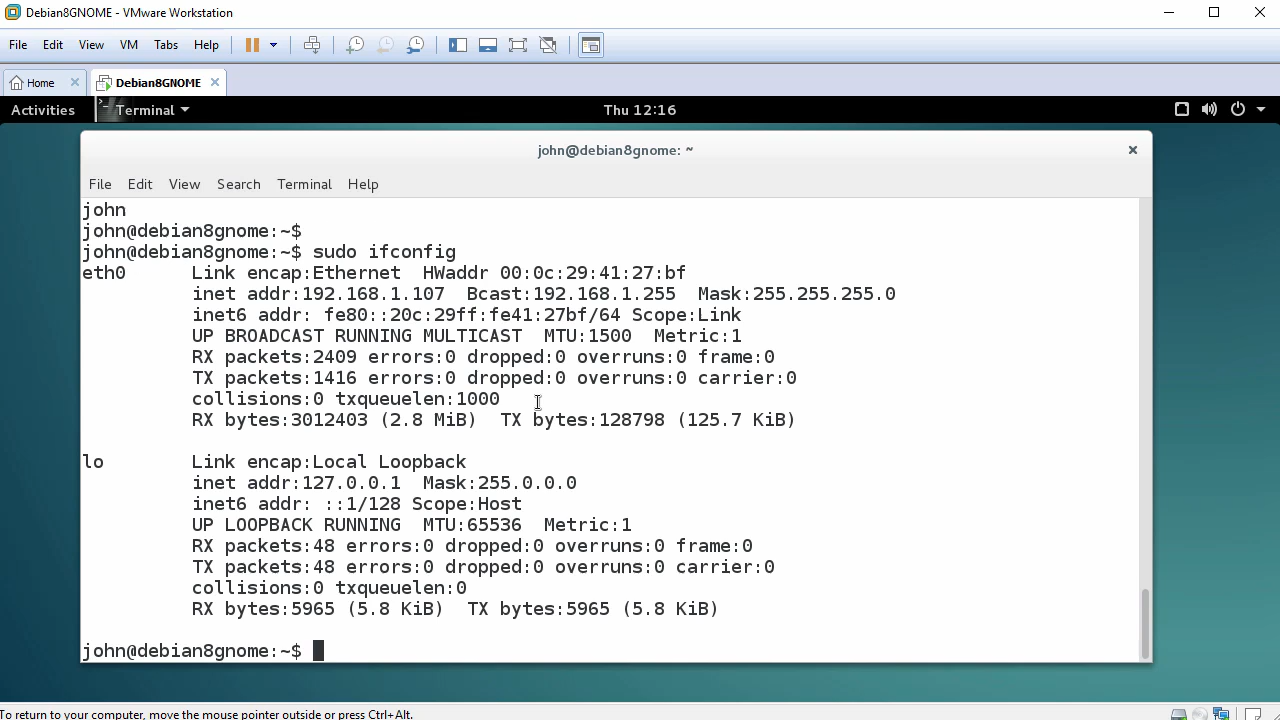 Debian8GNOME - VMware Workstation
File Edit View VM Tabs Help
Home Debian8GNOME
Activities Terminal Thu 12:16
john@debian8gnome: ~
File Edit View Search Terminal Help
john
john@debian8gnome:~$
john@debian8gnome:~$ sudo ifconfig
eth0 Link encap:Ethernet HWaddr 00:0c:29:41:27:bf
inet addr:192.168.1.107 Bcast:192.168.1.255 Mask:255.255.255.0
inet6 addr: fe80::20c:29ff:fe41:27bf/64 Scope:Link
UP BROADCAST RUNNING MULTICAST MTU:1500 Metric:1
RX packets:2409 errors:0 dropped:0 overruns:0 frame:0
TX packets:1416 errors:0 dropped:0 overruns:0 carrier:0
collisions:0 txqueuelen:1000
RX bytes:3012403 (2.8 MiB) TX bytes:128798 (125.7 KiB)
lo Link encap:Local Loopback
inet addr:127.0.0.1 Mask:255.0.0.0
inet6 addr: ::1/128 Scope:Host
UP LOOPBACK RUNNING MTU:65536 Metric:1
RX packets:48 errors:0 dropped:0 overruns:0 frame:0
TX packets:48 errors:0 dropped:0 overruns:0 carrier:0
collisions:0 txqueuelen:0
RX bytes:5965 (5.8 KiB) TX bytes:5965 (5.8 KiB)
john@debian8gnome:~$
To return to your computer, move the mouse pointer outside or press Ctrl+Alt.